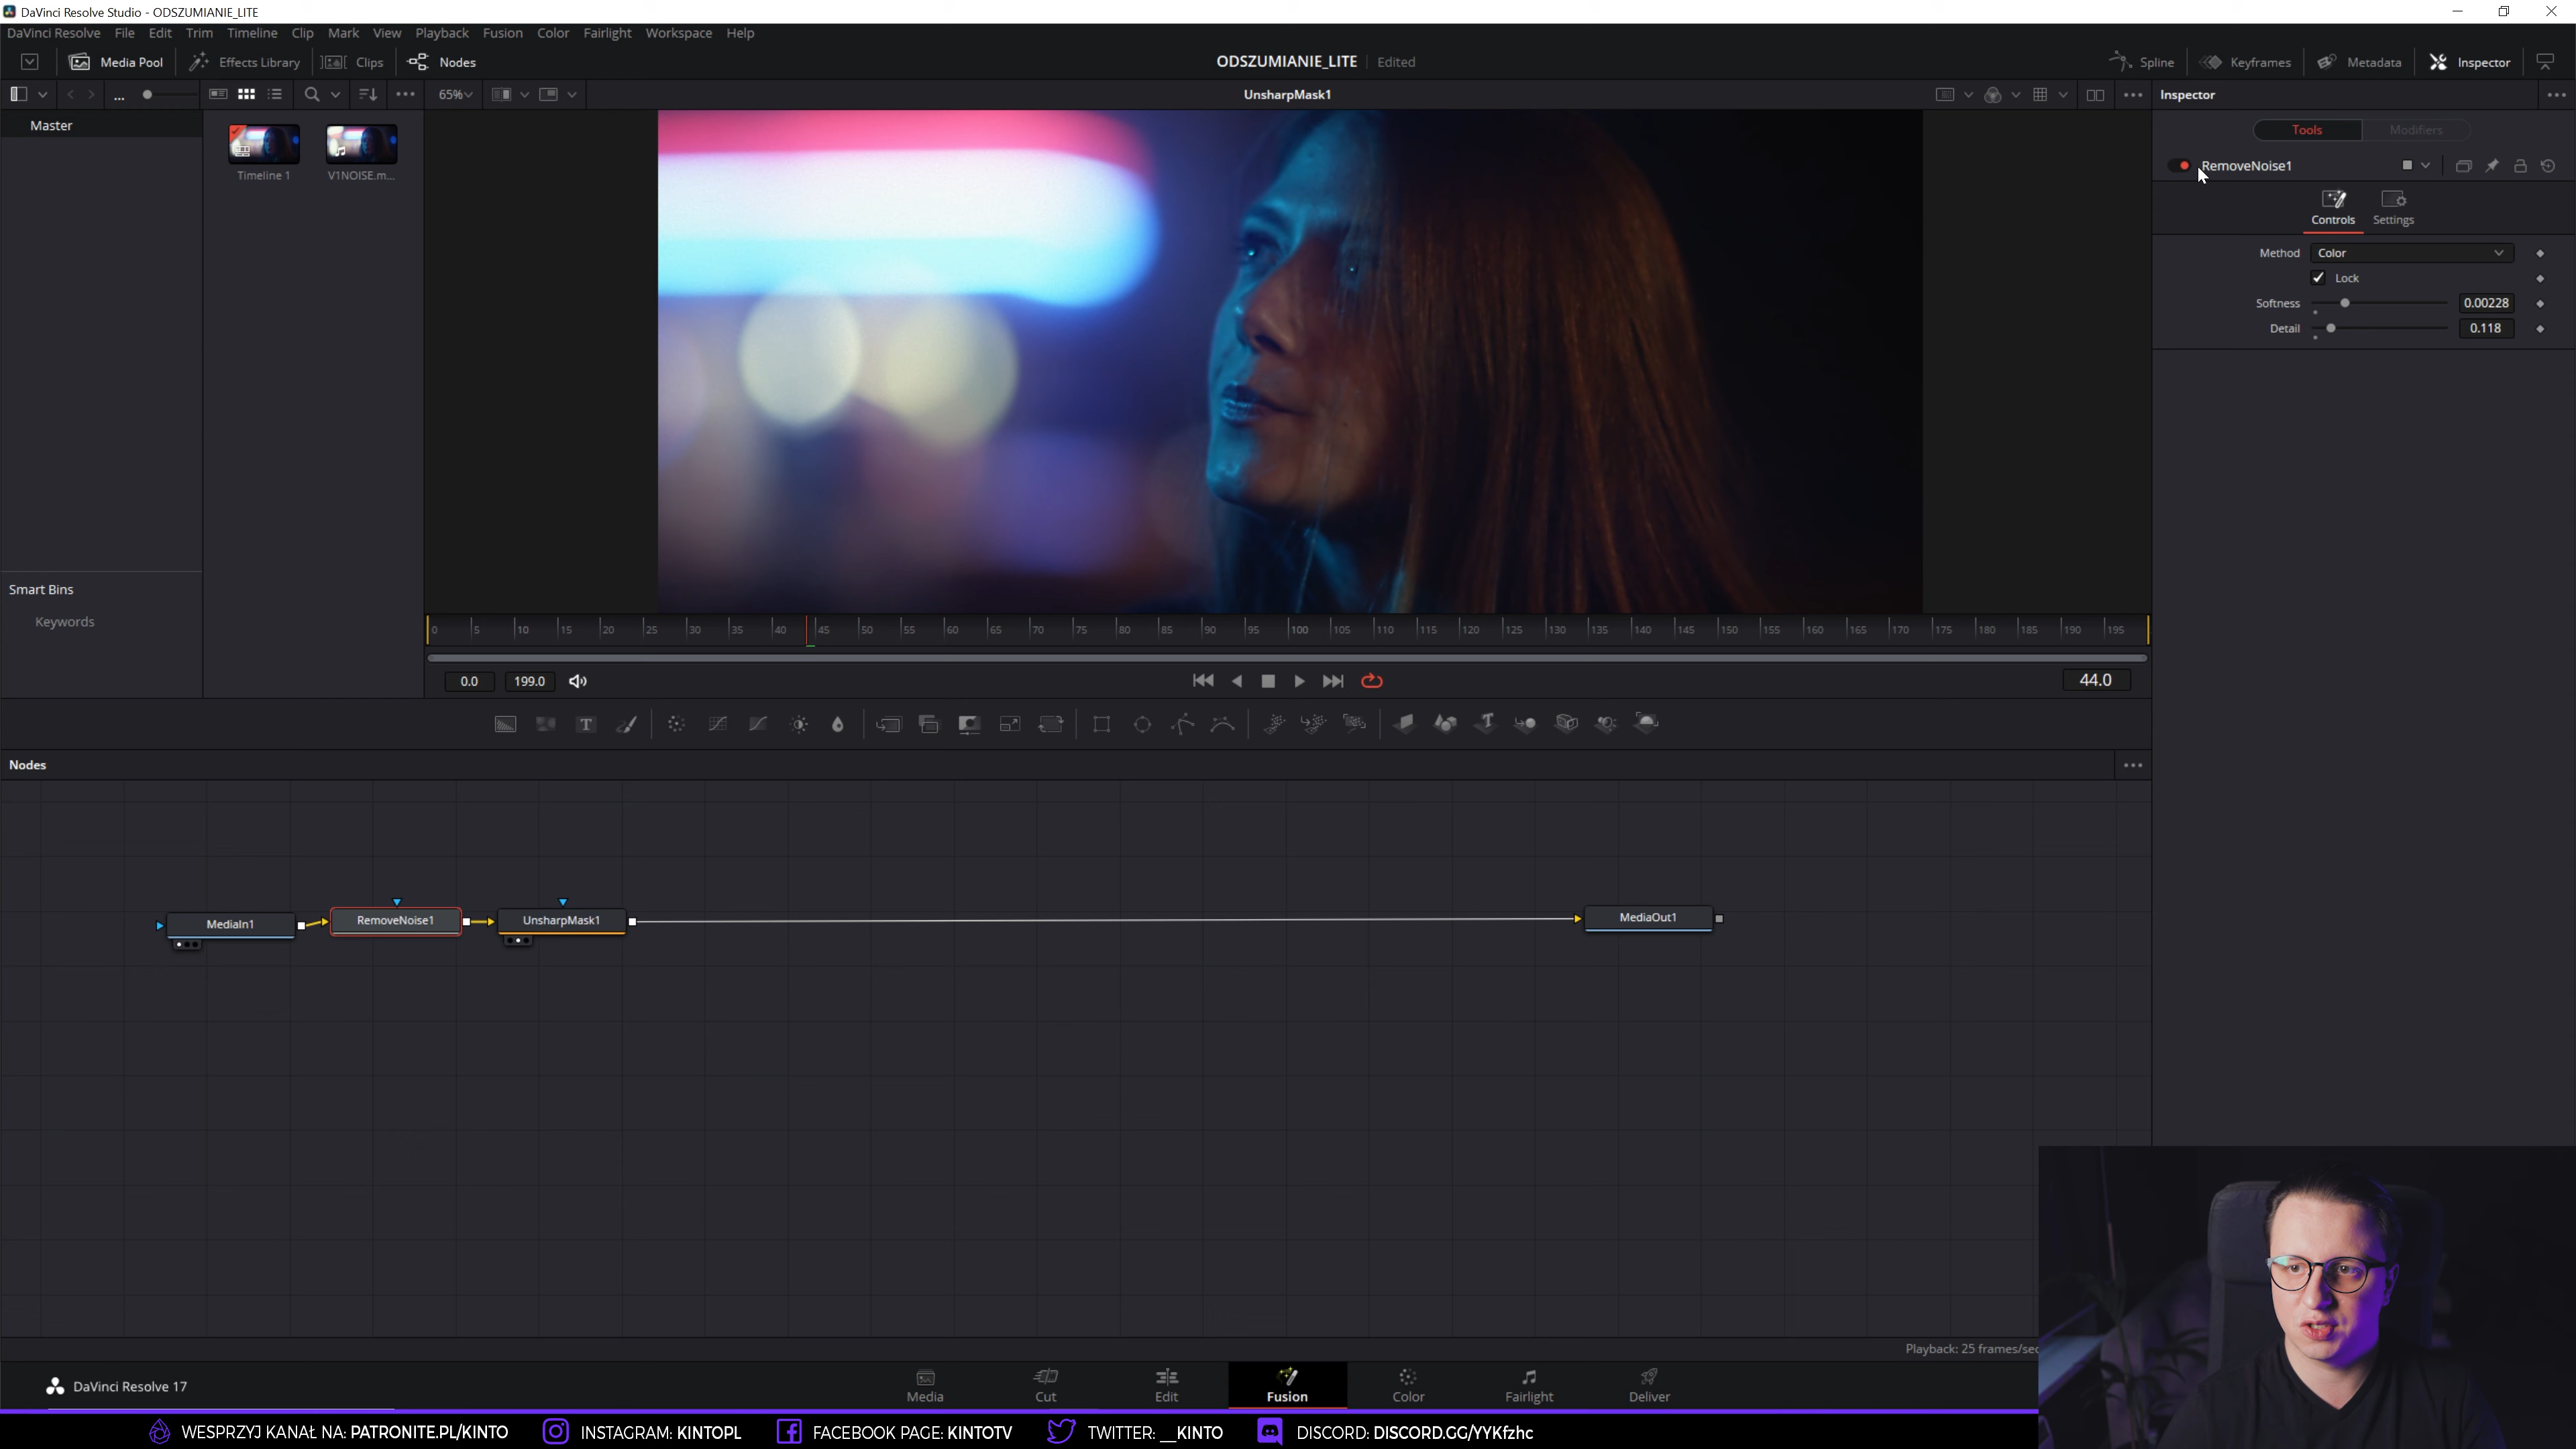 DaVinci Resolve Studio - ODSZUMIANIE_LITE
DaVinci Resolve File Edit Trim Timeline Clip Mark View Playback Fusion Color Fairlight Workspace Help
Media Pool Effects Library Clips Nodes ODSZUMIANIE_LITE Edited Spline Keyframes Metadata Inspector
... 65% UnsharpMask1 Inspector
Master
Timeline 1 V1NOISE.m...
Tools Modifiers
RemoveNoise1
Controls Settings
Method Color
Lock
Softness 0.00228
Detail 0.118
Smart Bins
Keywords
0 5 10 15 20 25 30 35 40 45 50 55 60 65 70 75 80 85 90 95 100 105 110 115 120 125 130 135 140 145 150 155 160 165 170 175 180 185 190 195
0.0 199.0 44.0
Nodes
MediaIn1 RemoveNoise1 UnsharpMask1 MediaOut1
Playback: 25 frames/sec
DaVinci Resolve 17 Media Cut Edit Fusion Color Fairlight Deliver
WESPRZYJ KANAŁ NA: PATRONITE.PL/KINTO INSTAGRAM: KINTOPL FACEBOOK PAGE: KINTOTV TWITTER: __KINTO DISCORD: DISCORD.GG/YYKfzhc